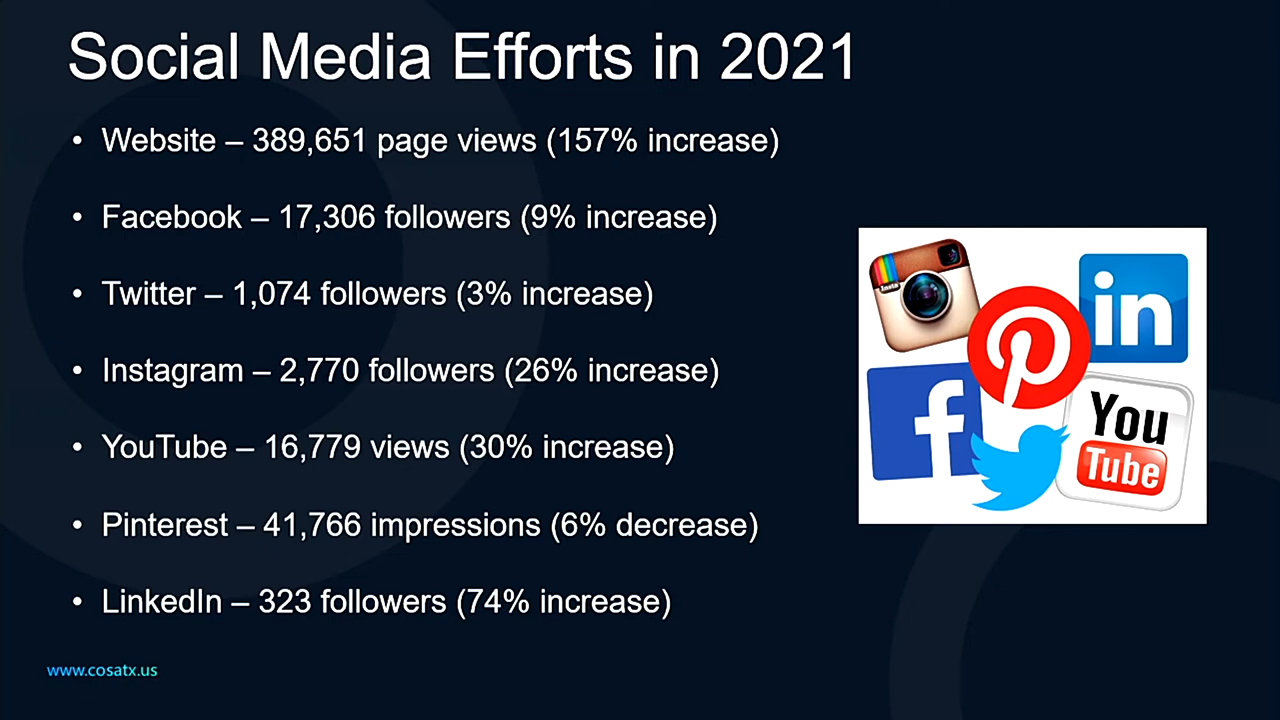 Social Media Efforts in 2021
• Website – 389,651 page views (157% increase)
• Facebook – 17,306 followers (9% increase)
• Twitter – 1,074 followers (3% increase)
• Instagram – 2,770 followers (26% increase)
• YouTube – 16,779 views (30% increase)
• Pinterest – 41,766 impressions (6% decrease)
• LinkedIn – 323 followers (74% increase)
Insta
in
You
Tube
www.cosatx.us